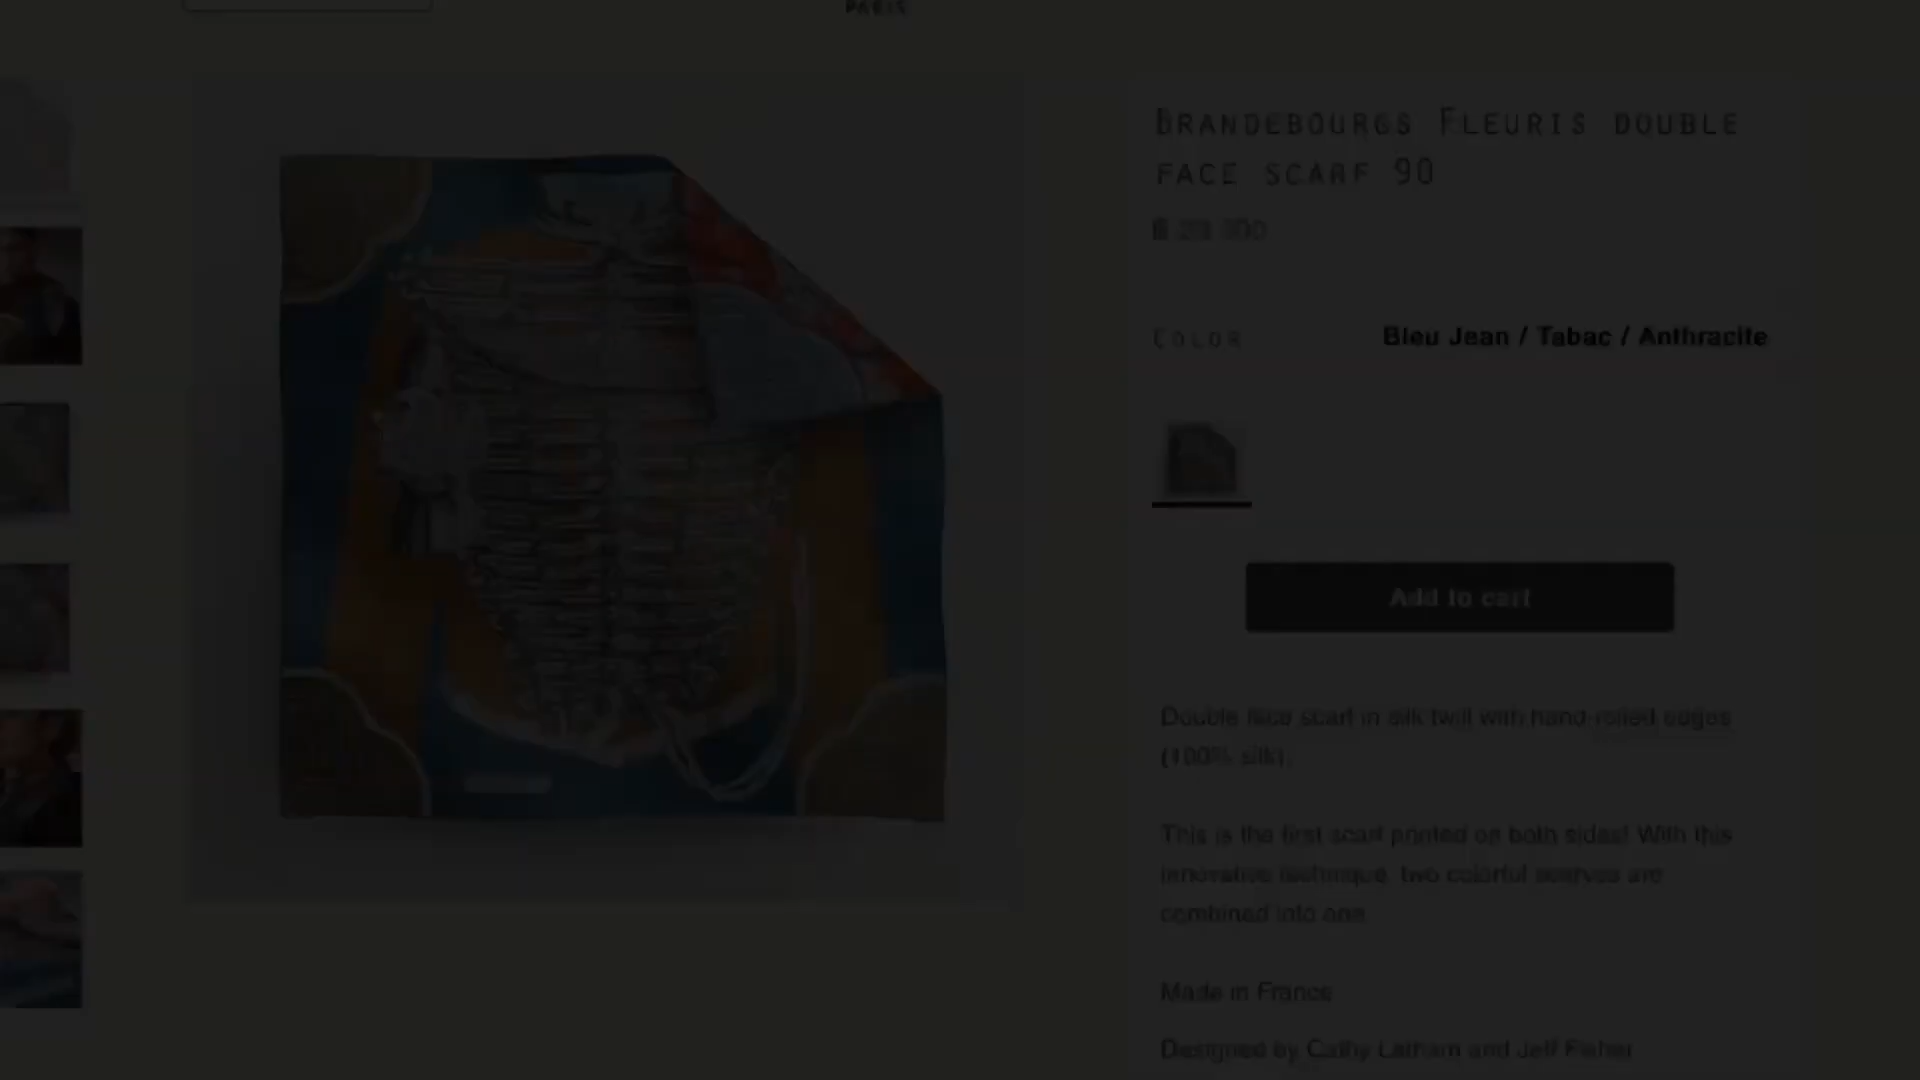 PARIS
BRANDEBOURGS FLEURIS DOUBLE
FACE SCARF 90
COLOR
Bleu Jean / Tabac / Anthracite
Add to cart
Double face scarf in silk twill with hand-rolled edges
(100% silk).
This is the first scarf printed on both sides! With this
innovative technique, two colorful scarves are
combined into one.
Made in France
Designed by Cathy Latham and Jeff Fisher